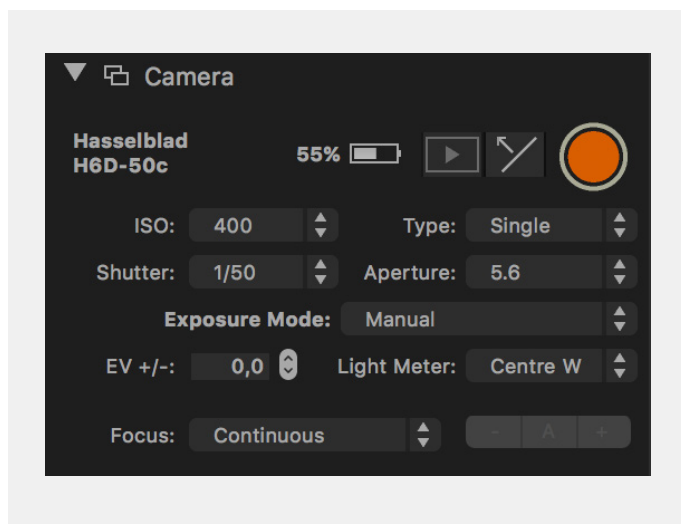 Camera
Hasselblad
H6D-50c
55%
ISO: 400 Type: Single
Shutter: 1/50 Aperture: 5.6
Exposure Mode: Manual
EV +/-: 0,0 Light Meter: Centre W
Focus: Continuous - A +